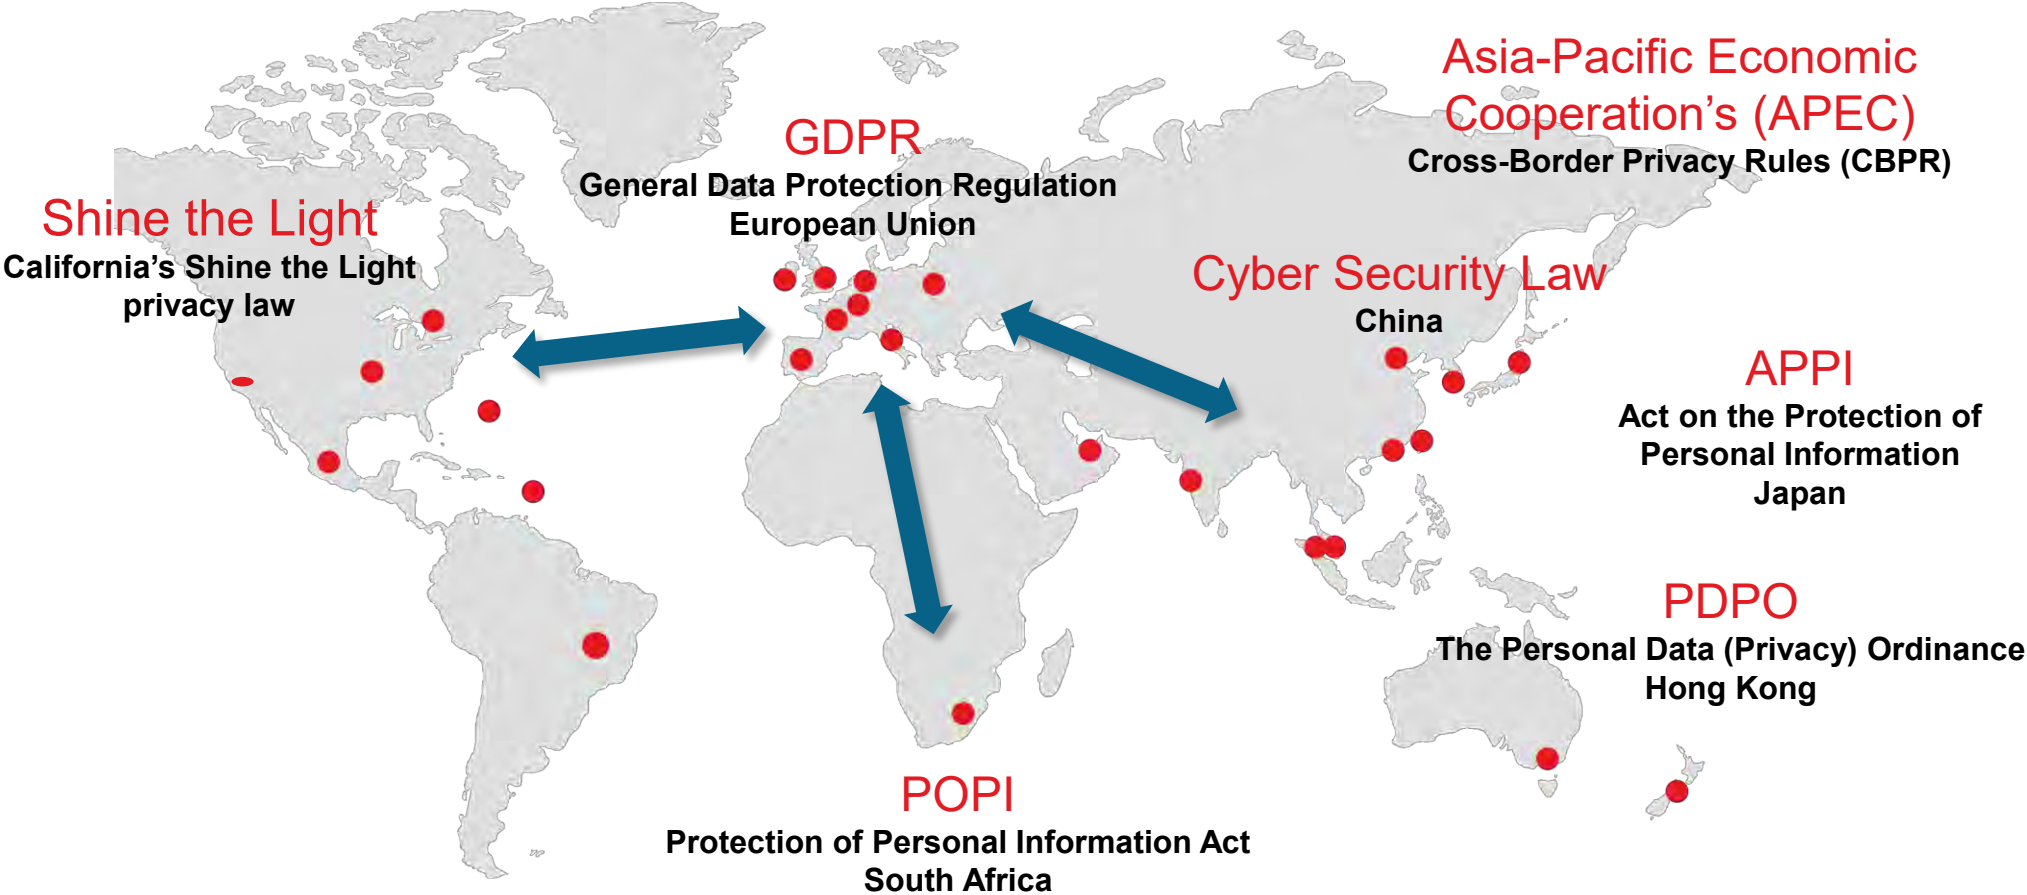 Asia-Pacific Economic
Cooperation’s (APEC)
Cross-Border Privacy Rules (CBPR)
GDPR
General Data Protection Regulation
European Union
Shine the Light
California’s Shine the Light
privacy law
Cyber Security Law
China
APPI
Act on the Protection of
Personal Information
Japan
PDPO
The Personal Data (Privacy) Ordinance
Hong Kong
POPI
Protection of Personal Information Act
South Africa